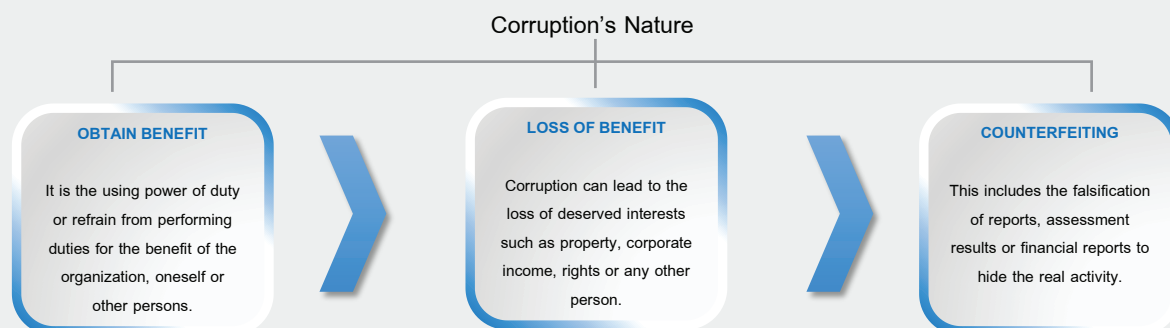 Corruption's Nature
OBTAIN BENEFIT
It is the using power of duty
or refrain from performing
duties for the benefit of the
organization, oneself or
other persons.
LOSS OF BENEFIT
Corruption can lead to the
loss of deserved interests
such as property, corporate
income, rights or any other
person.
COUNTERFEITING
This includes the falsification
of reports, assessment
results or financial reports to
hide the real activity.